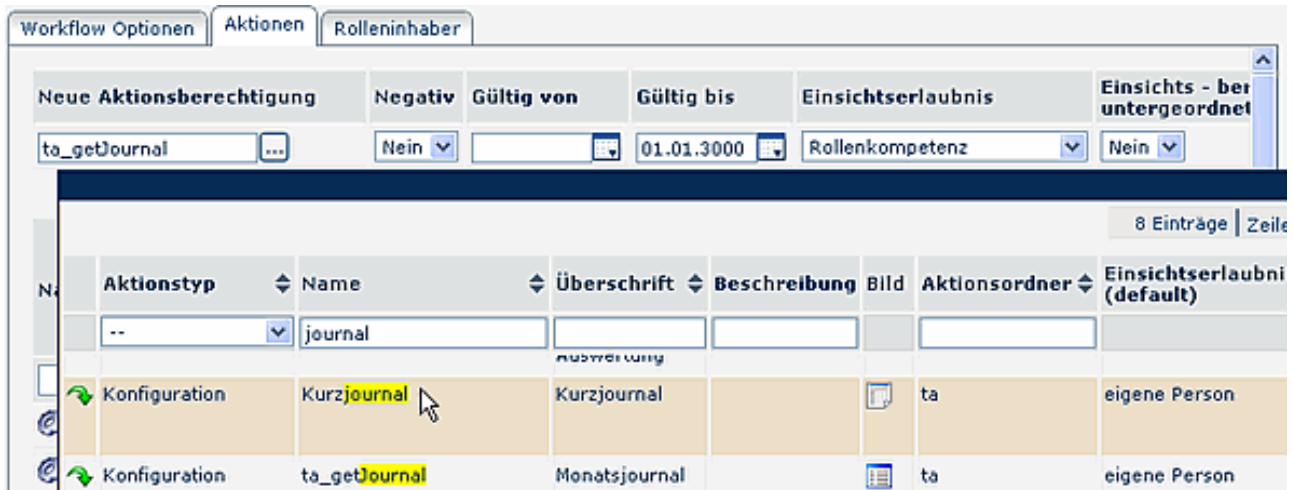 Workflow Optionen Aktionen Rolleninhaber
Neue Aktionsberechtigung Negativ Gültig von Gültig bis Einsichtserlaubnis Einsichts - ber
untergeordnet
ta_getJournal ... Nein 01.01.3000 Rollenkompetenz Nein
8 Einträge Zeile
Na Aktionstyp Name Überschrift Beschreibung Bild Aktionsordner Einsichtserlaubni
(default)
-- journal
Auswertung
Konfiguration Kurzjournal Kurzjournal ta eigene Person
Konfiguration ta_getJournal Monatsjournal ta eigene Person